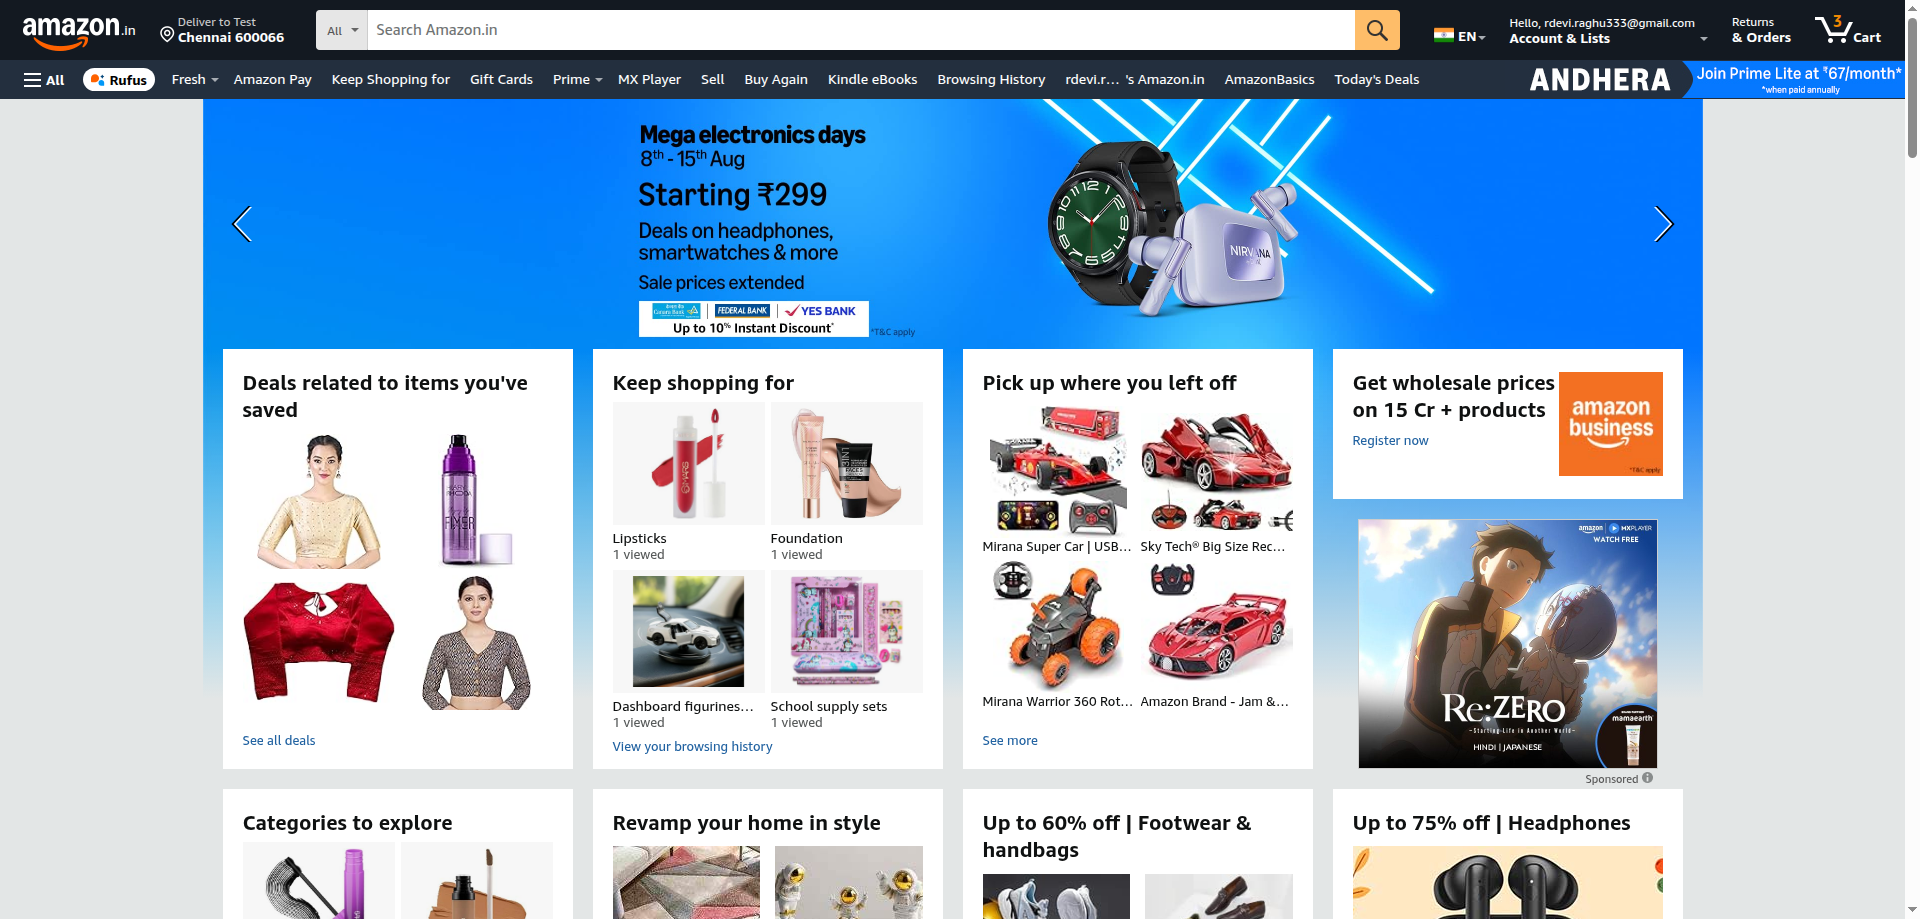 amazon.in
Deliver to Test
Chennai 600066
All
Search Amazon.in
EN
Hello, rdevi.raghu333@gmail.com
Account & Lists
Returns
& Orders
3
Cart
All
Rufus
Fresh
Amazon Pay
Keep Shopping for
Gift Cards
Prime
MX Player
Sell
Buy Again
Kindle eBooks
Browsing History
rdevi.r... 's Amazon.in
AmazonBasics
Today's Deals
ANDHERA
Join Prime Lite at ₹67/month*
*when paid annually
Mega electronics days
8th - 15th Aug
Starting ₹299
Deals on headphones,
smartwatches & more
Sale prices extended
Canara Bank
FEDERAL BANK
YES BANK
Up to 10% Instant Discount*
*T&C apply
NIRVANA
Deals related to items you've
saved
See all deals
Keep shopping for
Lipsticks
1 viewed
Foundation
1 viewed
Dashboard figurines...
1 viewed
School supply sets
1 viewed
View your browsing history
Pick up where you left off
Mirana Super Car | USB...
Sky Tech® Big Size Rec...
Mirana Warrior 360 Rot...
Amazon Brand - Jam &...
See more
Get wholesale prices
on 15 Cr + products
Register now
amazon
business
*T&C apply
amazon | MXPLAYER
WATCH FREE
Re:ZERO
~Starting Life in Another World~
HINDI | JAPANESE
mamaearth
Sponsored
Categories to explore
Revamp your home in style
Up to 60% off | Footwear &
handbags
Up to 75% off | Headphones